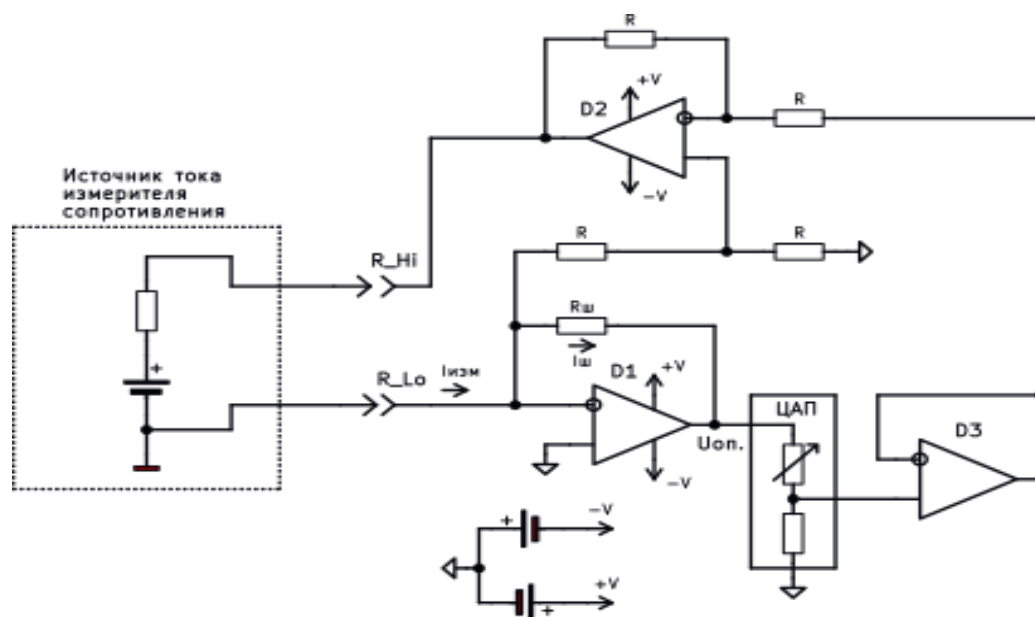 R
+V
D2
R
-V
Источник тока
измерителя
сопротивления
R_Hi
R
R
Rш
Iш
R_Lo
Iизм
D1
+V
ЦАП
D3
Uоп.
-V
+
+
-V
+V
+